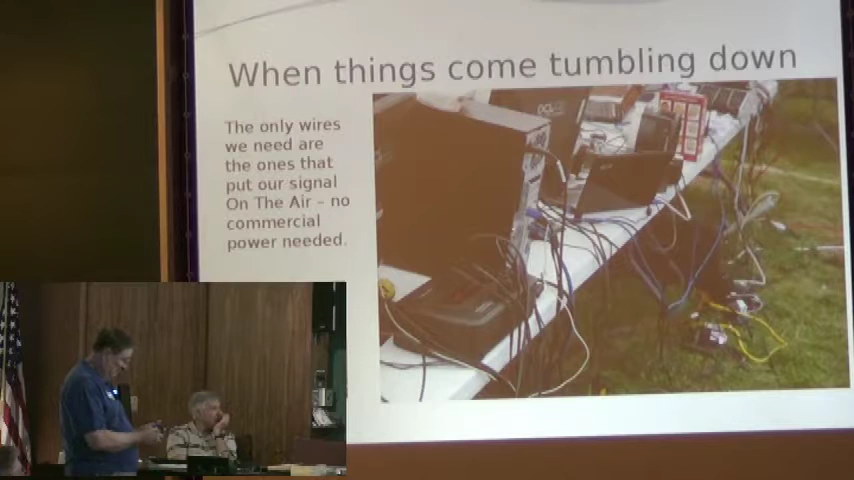 When things come tumbling down
The only wires
we need are
the ones that
put our signal
On The Air – no
commercial
power needed.
DELL